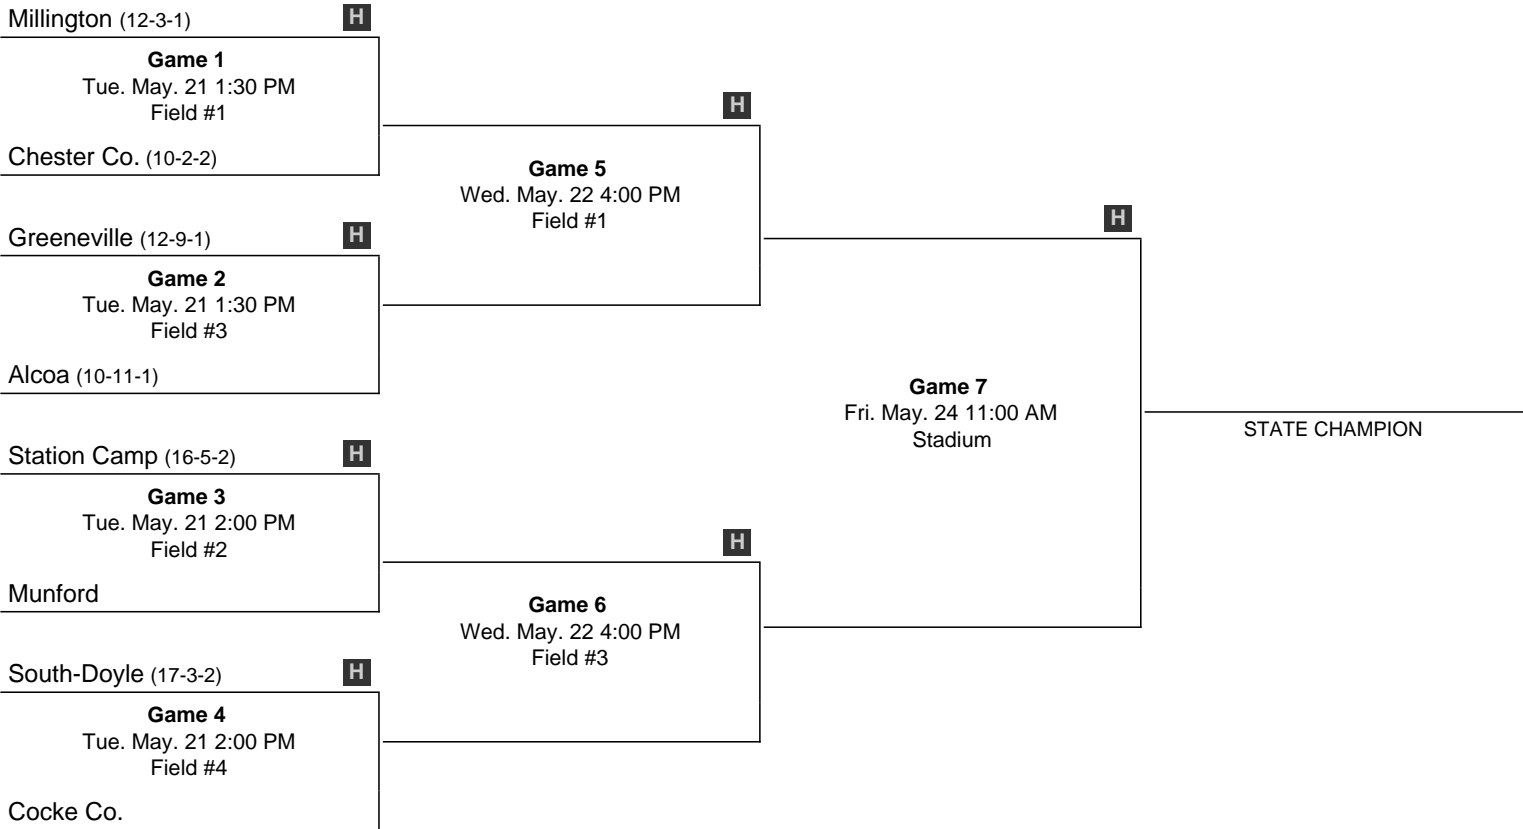 Millington (12-3-1) H
Game 1
Tue. May. 21 1:30 PM
Field #1
Chester Co. (10-2-2)
H
Game 5
Wed. May. 22 4:00 PM
Field #1
Greeneville (12-9-1) H
Game 2
Tue. May. 21 1:30 PM
Field #3
Alcoa (10-11-1)
H
Game 7
Fri. May. 24 11:00 AM
Stadium
STATE CHAMPION
Station Camp (16-5-2) H
Game 3
Tue. May. 21 2:00 PM
Field #2
Munford
H
Game 6
Wed. May. 22 4:00 PM
Field #3
South-Doyle (17-3-2) H
Game 4
Tue. May. 21 2:00 PM
Field #4
Cocke Co.